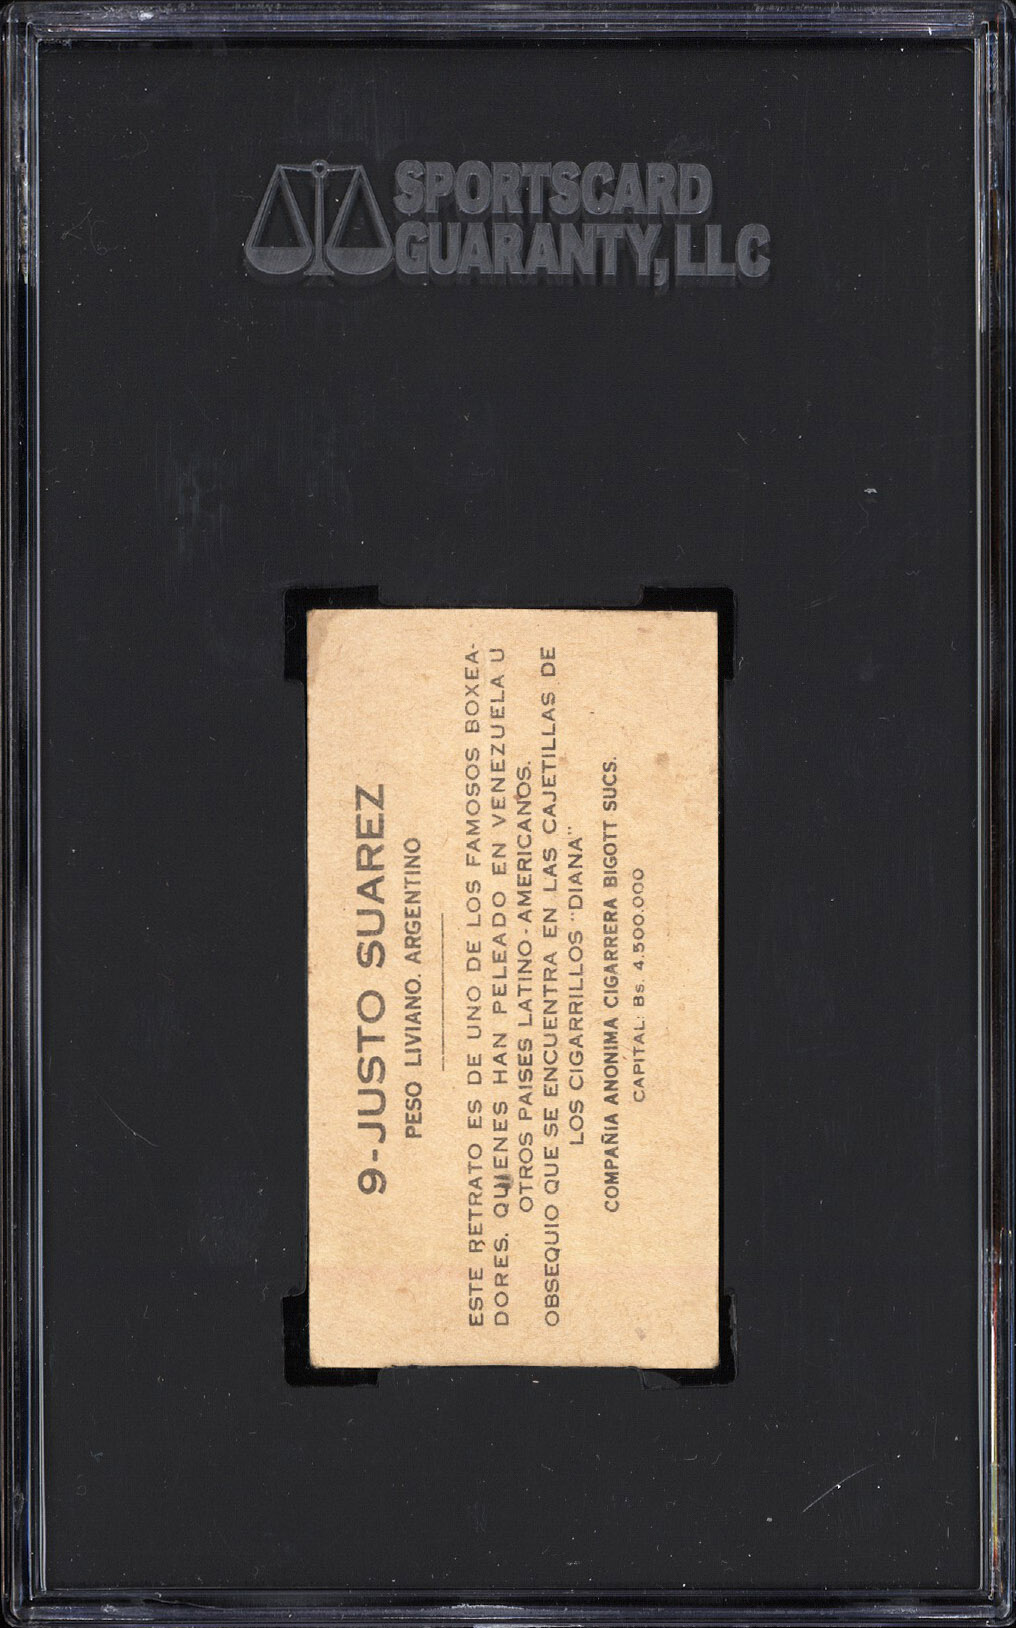 SPORTSCARD
GUARANTY, LLC
9-JUSTO SUAREZ
PESO LIVIANO. ARGENTINO
ESTE RETRATO ES DE UNO DE LOS FAMOSOS BOXEA-
DORES. QUIENES HAN PELEADO EN VENEZUELA U
OTROS PAISES LATINO-AMERICANOS.
OBSEQUIO QUE SE ENCUENTRA EN LAS CAJETILLAS DE
LOS CIGARRILLOS "DIANA"
COMPAÑIA ANONIMA CIGARRERA BIGOTT SUCS.
CAPITAL: Bs. 4.500.000